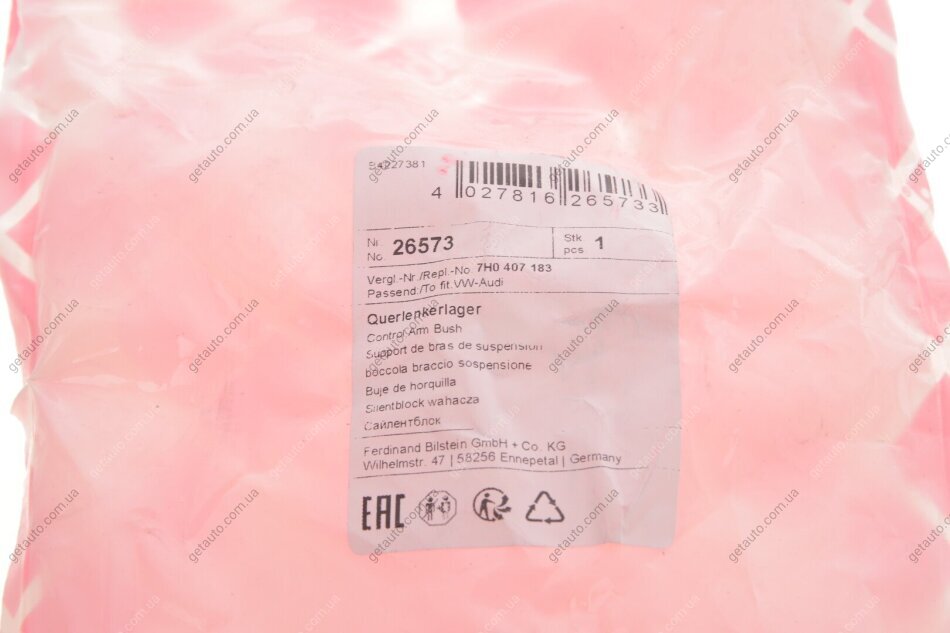 84227381
4 027816 265733
Nr.
No. 26573
Stk
pcs 1
Vergl.-Nr./Repl.-No. 7H0 407 183
Passend./To fit.VW-Audi
Querlenkerlager
Control Arm Bush
Support de bras de suspension
boccola braccio sospensione
Buje de horquilla
Silentblock wahacza
Сайлентблок
Ferdinand Bilstein GmbH + Co. KG
Wilhelmstr. 47 | 58256 Ennepetal | Germany
EAC
getauto.com.ua